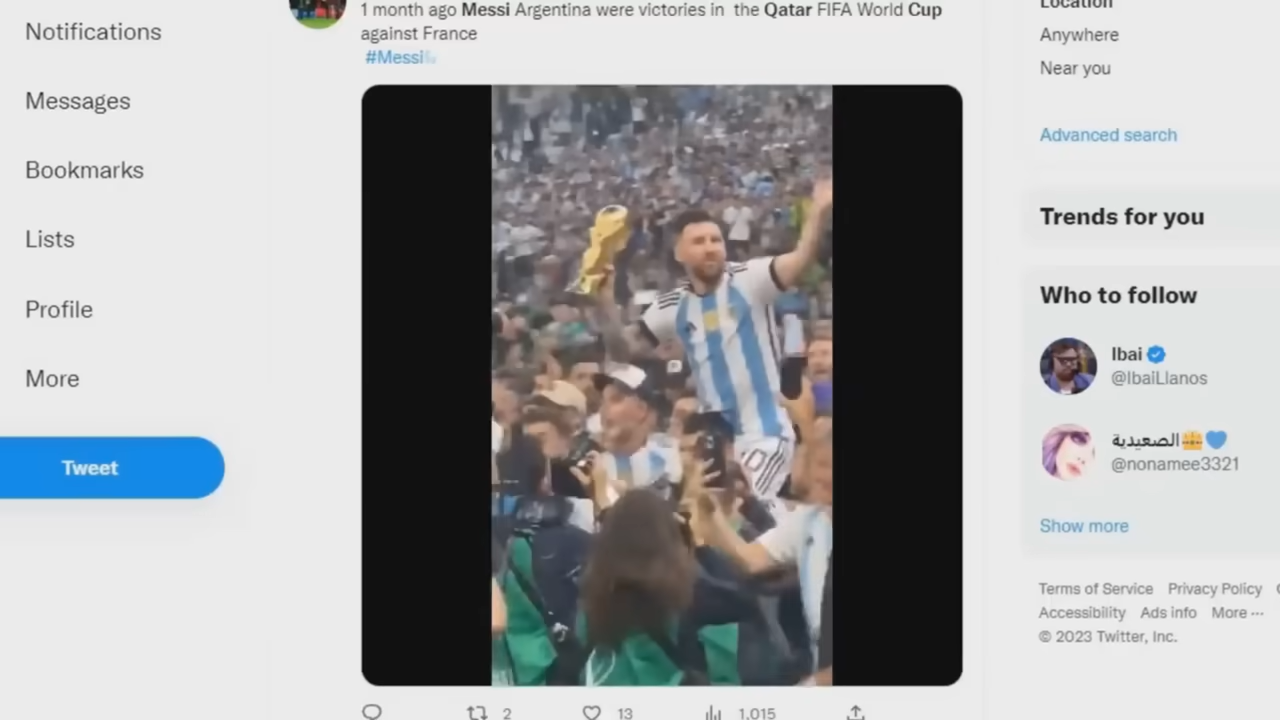 Notifications
Messages
Bookmarks
Lists
Profile
More
Tweet
1 month ago Messi Argentina were victories in the Qatar FIFA World Cup
against France
#Messi
2
13
1,015
Location
Anywhere
Near you
Advanced search
Trends for you
Who to follow
Ibai
@IbaiLlanos
الصعيدية
@nonamee3321
Show more
Terms of Service Privacy Policy
Accessibility Ads info More ···
© 2023 Twitter, Inc.